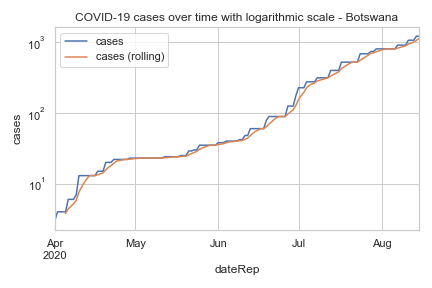 COVID-19 cases over time with logarithmic scale - Botswana
cases
cases (rolling)
10³
10²
10¹
cases
Apr May Jun Jul Aug
2020
dateRep